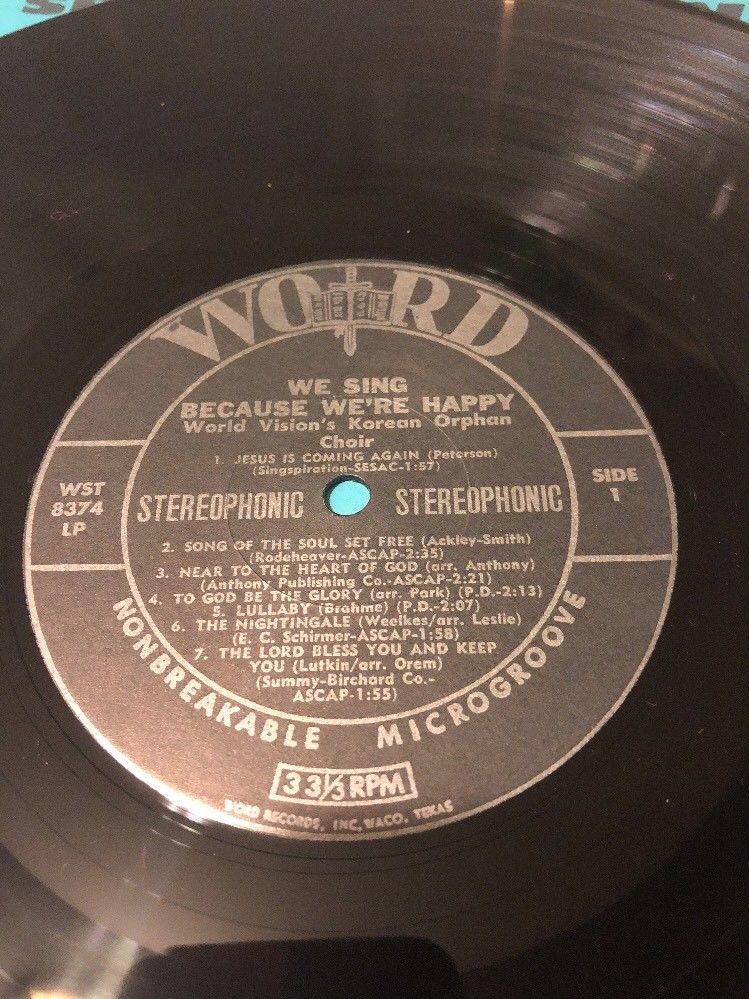 WORD
WE SING
BECAUSE WE'RE HAPPY
World Vision's Korean Orphan
Choir
1. JESUS IS COMING AGAIN (Peterson)
(Singspiration-SESAC-1:57)
WST
8374
LP
STEREOPHONIC STEREOPHONIC
SIDE
1
2. SONG OF THE SOUL SET FREE (Ackley-Smith)
(Rodeheaver-ASCAP-2:35)
3. NEAR TO THE HEART OF GOD (arr. Anthony)
(Anthony Publishing Co.-ASCAP-2:21)
4. TO GOD BE THE GLORY (arr. Park) (P.D.-2:13)
5. LULLABY (Brahms) (P.D.-2:07)
6. THE NIGHTINGALE (Weelkes/arr. Leslie)
(E. C. Schirmer-ASCAP-1:58)
7. THE LORD BLESS YOU AND KEEP
YOU (Lutkin/arr. Orem)
(Summy-Birchard Co.-
ASCAP-1:55)
NONBREAKABLE MICROGROOVE
33⅓ RPM
WORD RECORDS, INC, WACO, TEXAS